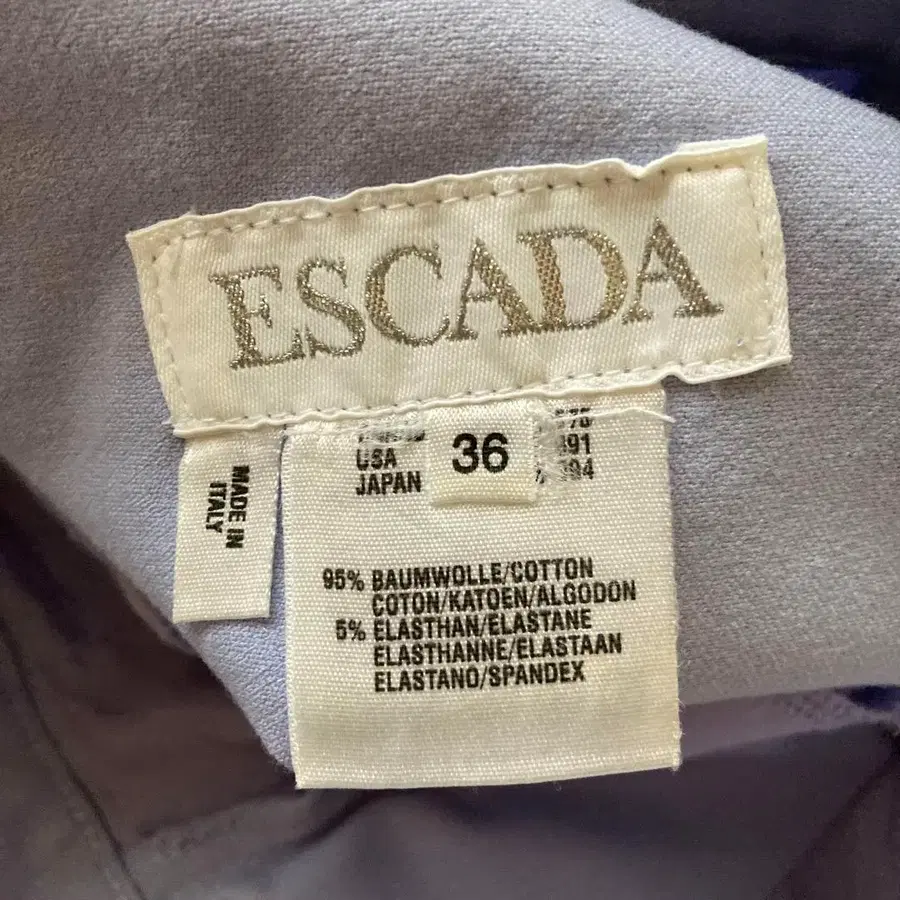 ESCADA
MADE IN
ITALY
36
USA
JAPAN
95% BAUMWOLLE/COTTON
COTON/KATOEN/ALGODON
5% ELASTHAN/ELASTANE
ELASTHANNE/ELASTAAN
ELASTANO/SPANDEX